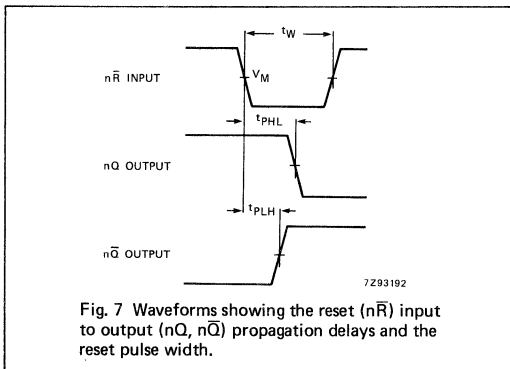 tW
nR̅ INPUT
VM
tPHL
nQ OUTPUT
tPLH
nQ̅ OUTPUT
7Z93192
Fig. 7 Waveforms showing the reset (nR̅) input
to output (nQ, nQ̅) propagation delays and the
reset pulse width.